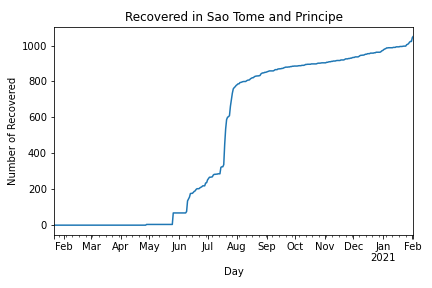 Recovered in Sao Tome and Principe
Number of Recovered
1000
800
600
400
200
0
Feb Mar Apr May Jun Jul Aug Sep Oct Nov Dec Jan Feb
2021
Day